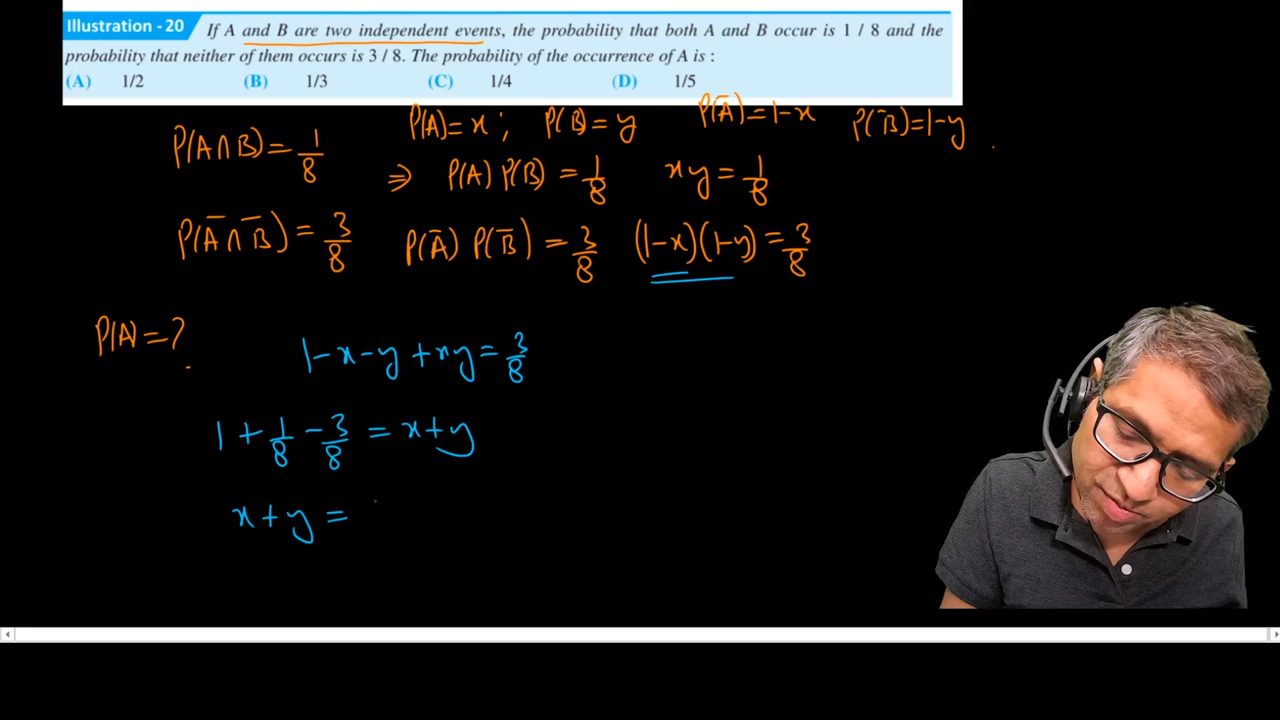 Illustration - 20 If A and B are two independent events, the probability that both A and B occur is 1 / 8 and the
probability that neither of them occurs is 3 / 8. The probability of the occurrence of A is :
(A) 1/2 (B) 1/3 (C) 1/4 (D) 1/5
P(A) = x ; P(B) = y P(A̅) = 1-x P(B̅) = 1-y
P(A∩B) = 1/8 ⇒ P(A) P(B) = 1/8 xy = 1/8
P(A̅∩B̅) = 3/8 P(A̅) P(B̅) = 3/8 (1-x)(1-y) = 3/8
P(A) = ?
1-x-y+xy = 3/8
1 + 1/8 - 3/8 = x+y
x+y =